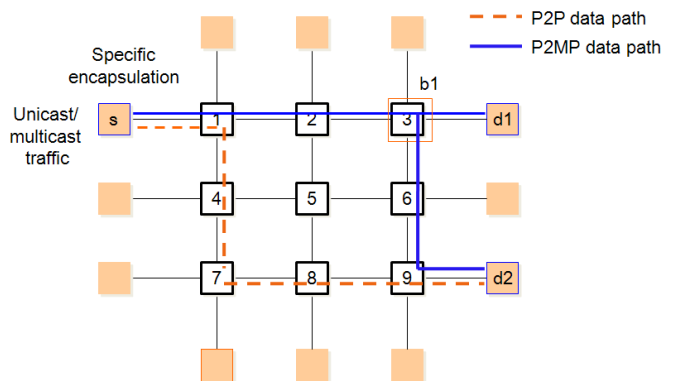 P2P data path
P2MP data path
Specific
encapsulation
b1
Unicast/
multicast
traffic
s
1
2
3
d1
4
5
6
7
8
9
d2